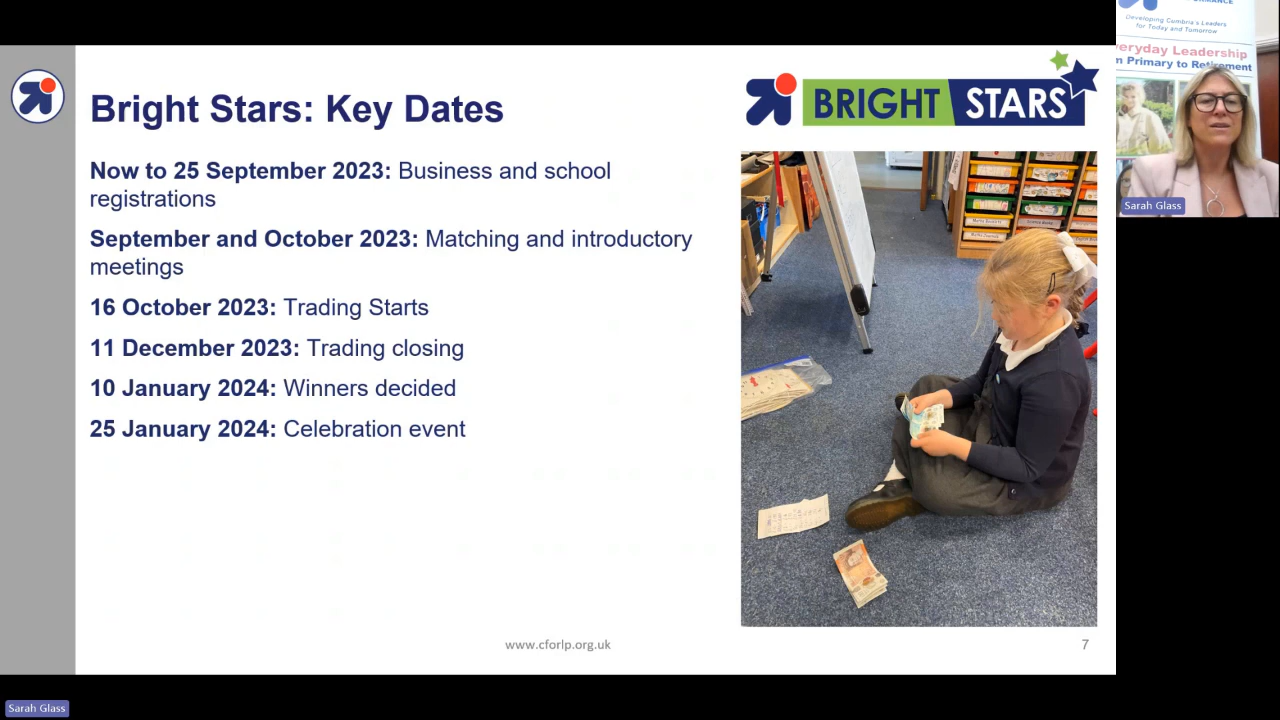 Bright Stars: Key Dates
BRIGHT STARS
Now to 25 September 2023: Business and school
registrations
September and October 2023: Matching and introductory
meetings
16 October 2023: Trading Starts
11 December 2023: Trading closing
10 January 2024: Winners decided
25 January 2024: Celebration event
www.cforlp.org.uk
7
Developing Cumbria's Leaders
for Today and Tomorrow
eryday Leadership
m Primary to Retirement
Sarah Glass
Sarah Glass